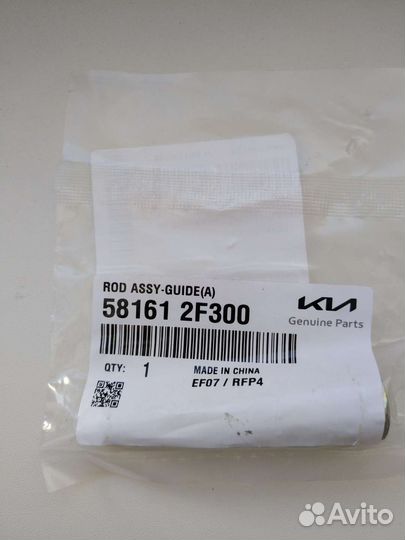 ROD ASSY-GUIDE(A)
58161 2F300
KIA
Genuine Parts
QTY: 1
MADE IN CHINA
EF07 / RFP4
Avito